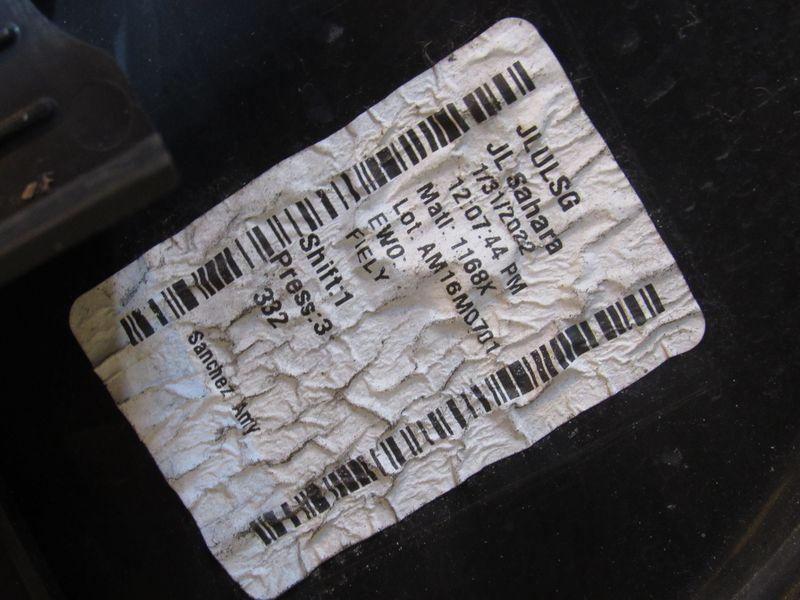 JLULSG
JL Sahara
1/31/2022
12:07:44 PM
Matl: 1168X
Lot: AM16M0701
EWO:
FIELY
Shift:1
Press:3
332
Sanchez, Amy